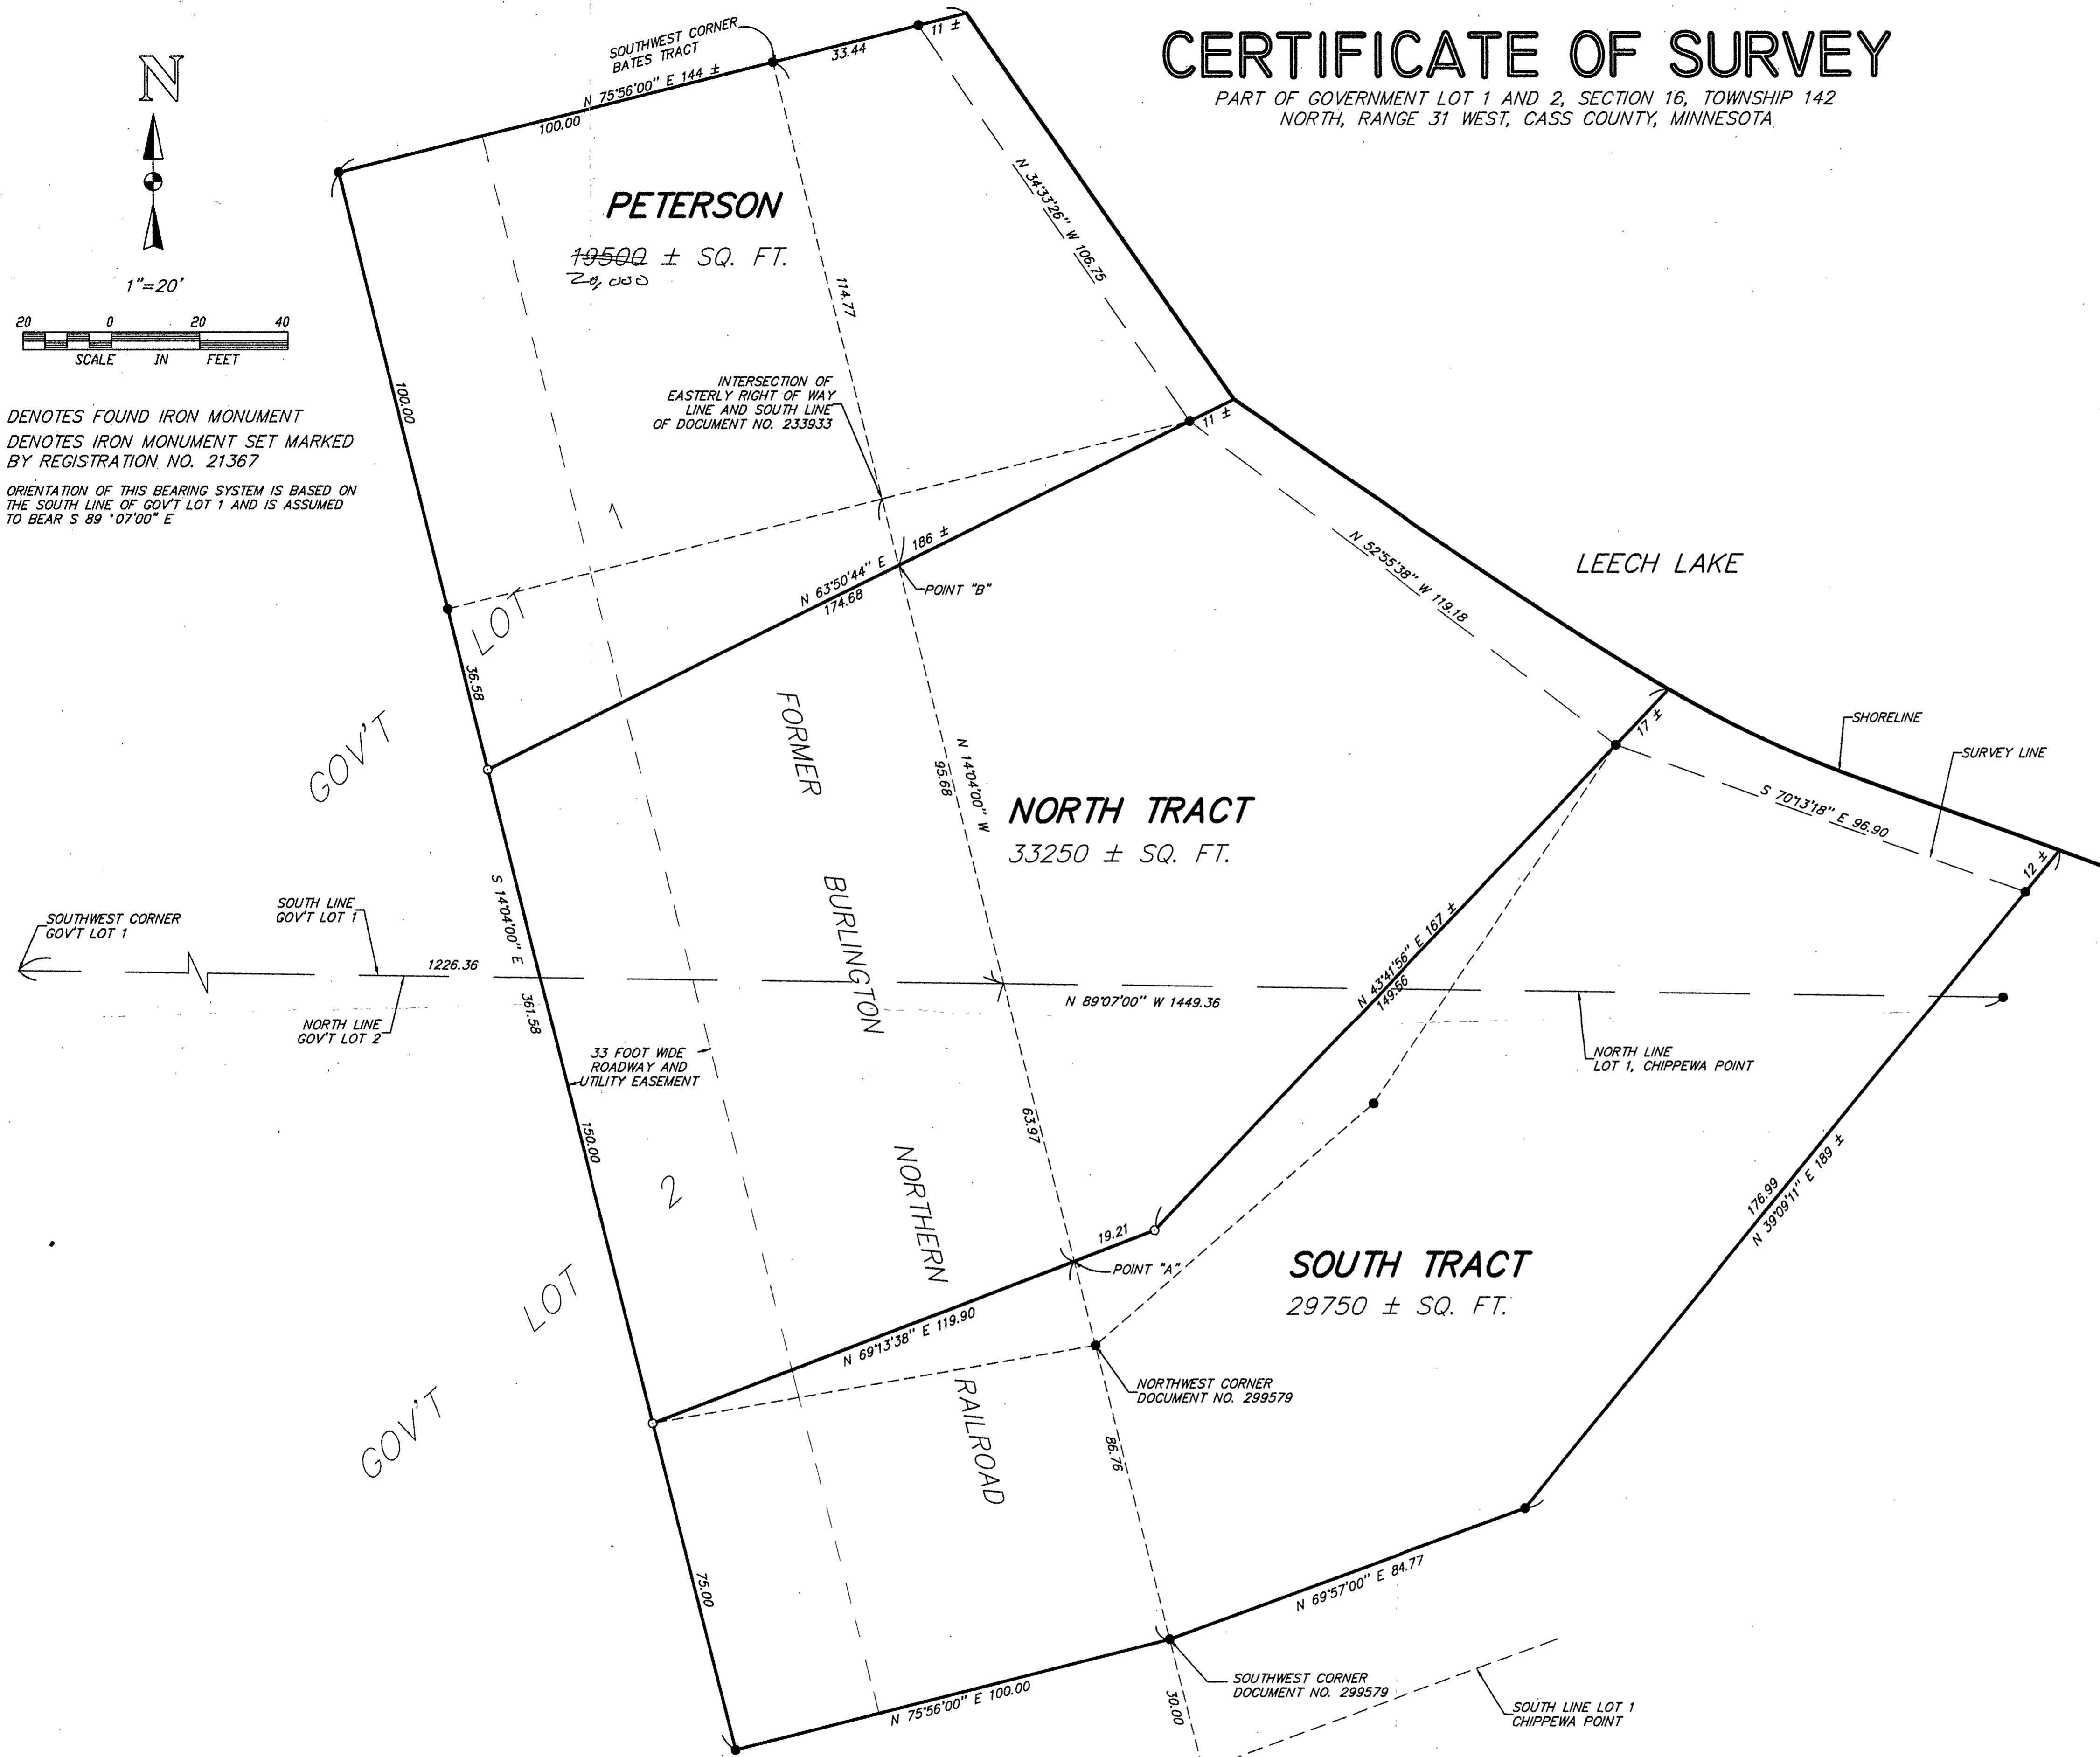 CERTIFICATE OF SURVEY
PART OF GOVERNMENT LOT 1 AND 2, SECTION 16, TOWNSHIP 142
NORTH, RANGE 31 WEST, CASS COUNTY, MINNESOTA
N
1"=20'
20 0 20 40
SCALE IN FEET
DENOTES FOUND IRON MONUMENT
DENOTES IRON MONUMENT SET MARKED
BY REGISTRATION NO. 21367
ORIENTATION OF THIS BEARING SYSTEM IS BASED ON
THE SOUTH LINE OF GOV'T LOT 1 AND IS ASSUMED
TO BEAR S 89°07'00" E
SOUTHWEST CORNER
BATES TRACT
N 75°56'00" E 144 ±
100.00
33.44
11 ±
PETERSON
19500 ± SQ. FT.
20,000
N 34°33'26" W 106.75
114.77
100.00
INTERSECTION OF
EASTERLY RIGHT OF WAY
LINE AND SOUTH LINE
OF DOCUMENT NO. 233933
11 ±
N 63°50'44" E 186 ±
174.68
POINT "B"
36.58
GOV'T LOT 1
N 52°55'38" W 119.18
LEECH LAKE
SHORELINE
SURVEY LINE
17 ±
S 70°13'18" E 96.90
12 ±
FORMER BURLINGTON NORTHERN RAILROAD
N 14°04'00" W
95.68
NORTH TRACT
33250 ± SQ. FT.
SOUTHWEST CORNER
GOV'T LOT 1
SOUTH LINE
GOV'T LOT 1
1226.36
S 14°04'00" E
361.58
NORTH LINE
GOV'T LOT 2
N 89°07'00" W 1449.36
N 43°41'56" E 167 ±
149.66
NORTH LINE
LOT 1, CHIPPEWA POINT
33 FOOT WIDE
ROADWAY AND
UTILITY EASEMENT
150.00
63.97
176.99
N 39°09'11" E 189 ±
GOV'T LOT 2
19.21
POINT "A"
N 69°13'38" E 119.90
SOUTH TRACT
29750 ± SQ. FT.
NORTHWEST CORNER
DOCUMENT NO. 299579
86.76
75.00
N 69°57'00" E 84.77
N 75°56'00" E 100.00
SOUTHWEST CORNER
DOCUMENT NO. 299579
30.00
SOUTH LINE LOT 1
CHIPPEWA POINT